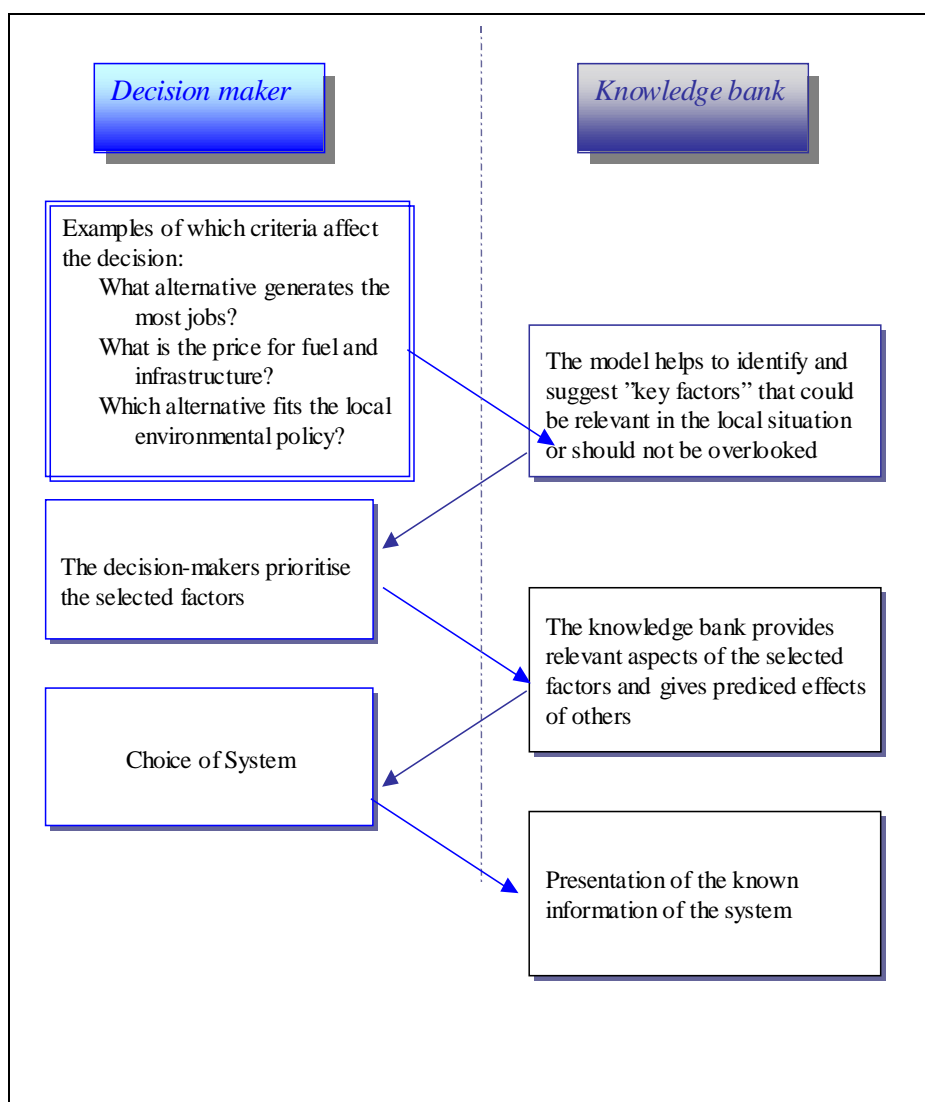 Decision maker
Knowledge bank
Examples of which criteria affect
the decision:
What alternative generates the
most jobs?
What is the price for fuel and
infrastructure?
Which alternative fits the local
environmental policy?
The model helps to identify and
suggest ”key factors” that could
be relevant in the local situation
or should not be overlooked
The decision-makers prioritise
the selected factors
The knowledge bank provides
relevant aspects of the selected
factors and gives prediced effects
of others
Choice of System
Presentation of the known
information of the system